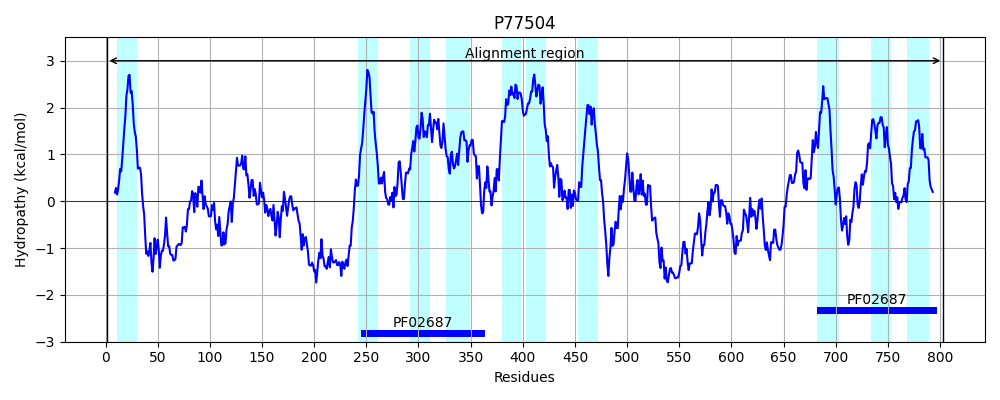 P77504
Alignment region
3
2
1
0
−1
−2
−3
Hydropathy (kcal/mol)
PF02687
PF02687
0 50 100 150 200 250 300 350 400 450 500 550 600 650 700 750 800
Residues